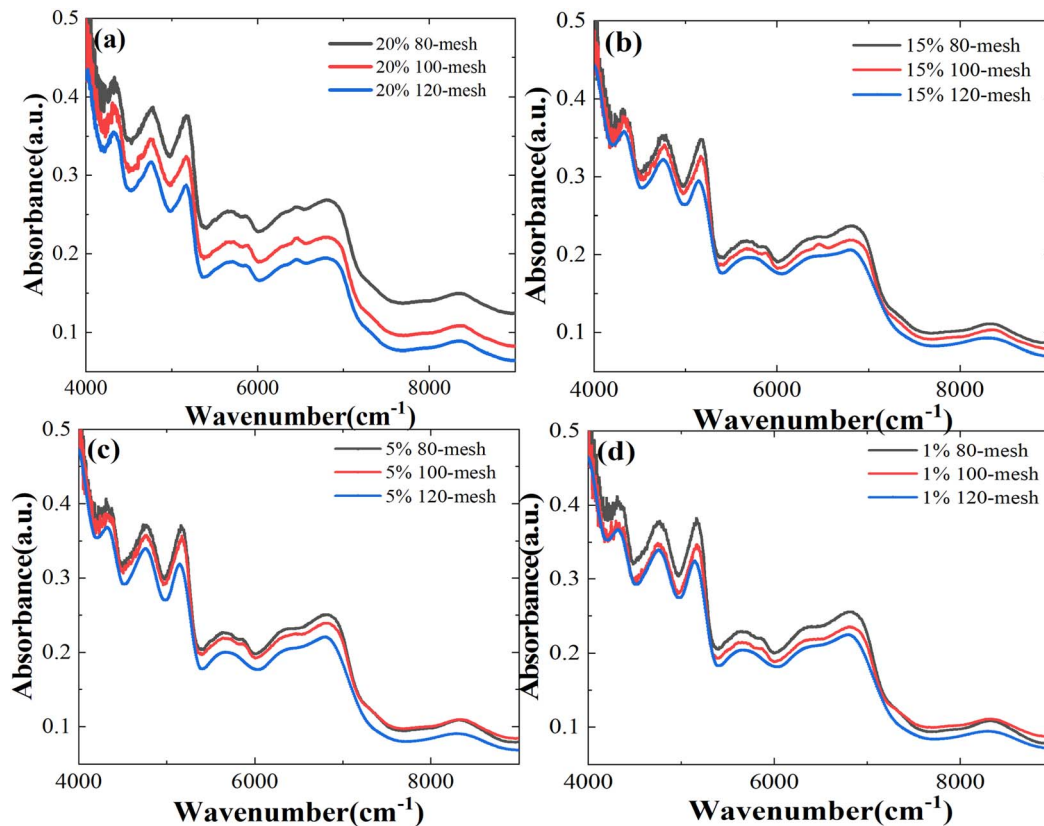 (a)
20% 80-mesh
20% 100-mesh
20% 120-mesh
0.5
0.4
0.3
0.2
0.1
Absorbance(a.u.)
4000 6000 8000
Wavenumber(cm⁻¹)
(b)
15% 80-mesh
15% 100-mesh
15% 120-mesh
0.5
0.4
0.3
0.2
0.1
Absorbance(a.u.)
4000 6000 8000
Wavenumber(cm⁻¹)
(c)
5% 80-mesh
5% 100-mesh
5% 120-mesh
0.5
0.4
0.3
0.2
0.1
Absorbance(a.u.)
4000 6000 8000
Wavenumber(cm⁻¹)
(d)
1% 80-mesh
1% 100-mesh
1% 120-mesh
0.5
0.4
0.3
0.2
0.1
Absorbance(a.u.)
4000 6000 8000
Wavenumber(cm⁻¹)